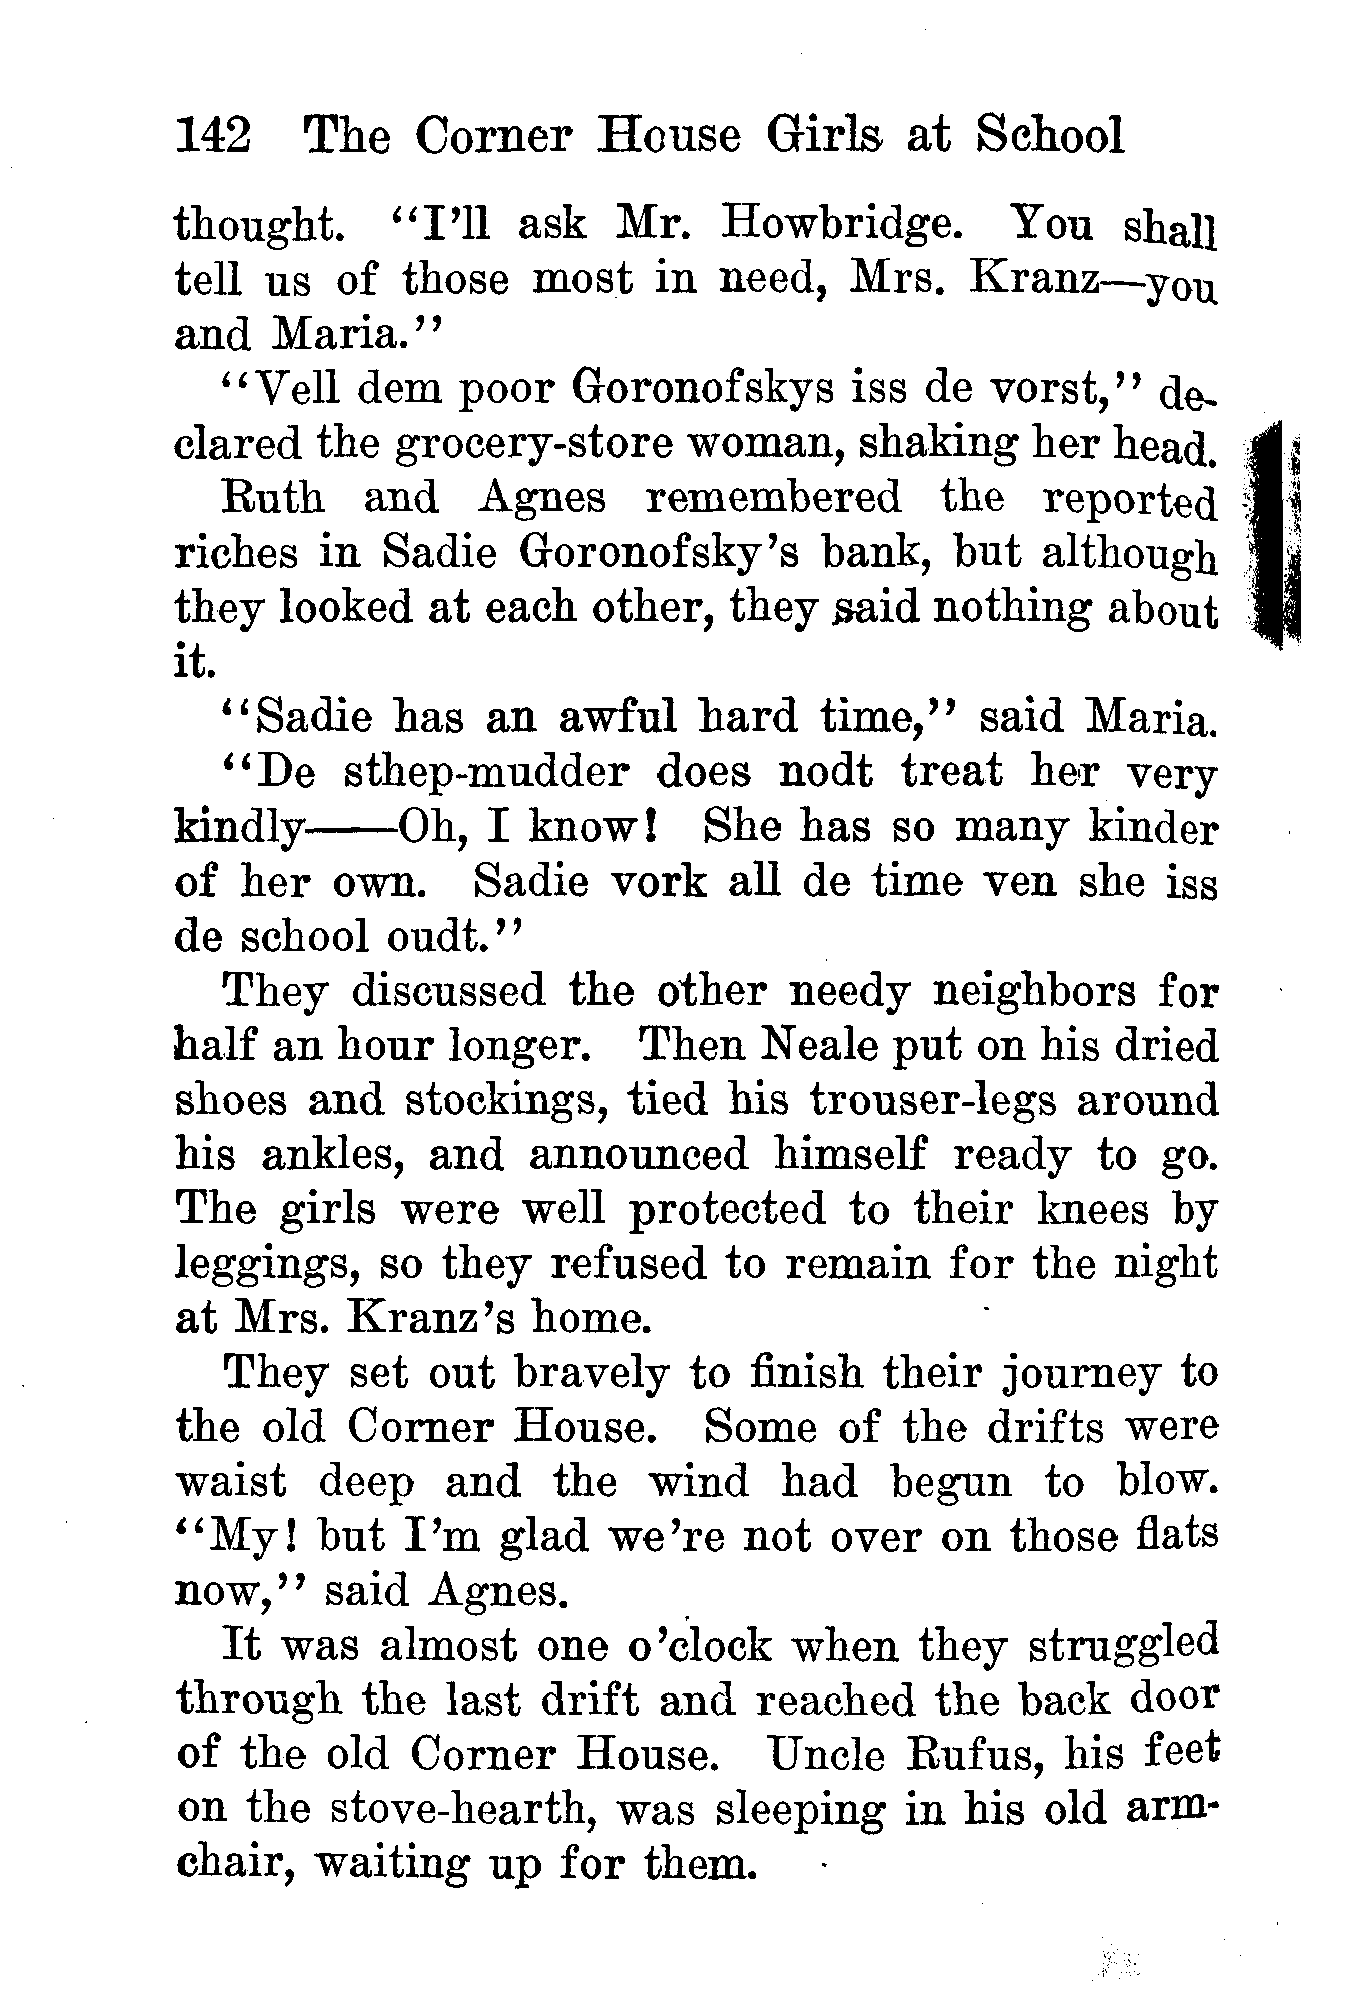 142 The Corner House Girls at School
thought. "I'll ask Mr. Howbridge. You shall
tell us of those most in need, Mrs. Kranz—you
and Maria."
"Vell dem poor Goronofskys iss de vorst," de-
clared the grocery-store woman, shaking her head.
Ruth and Agnes remembered the reported
riches in Sadie Goronofsky's bank, but although
they looked at each other, they said nothing about
it.
"Sadie has an awful hard time," said Maria.
"De sthep-mudder does nodt treat her very
kindly——Oh, I know! She has so many kinder
of her own. Sadie vork all de time ven she iss
de school oudt."
They discussed the other needy neighbors for
half an hour longer. Then Neale put on his dried
shoes and stockings, tied his trouser-legs around
his ankles, and announced himself ready to go.
The girls were well protected to their knees by
leggings, so they refused to remain for the night
at Mrs. Kranz's home.
They set out bravely to finish their journey to
the old Corner House. Some of the drifts were
waist deep and the wind had begun to blow.
"My! but I'm glad we're not over on those flats
now," said Agnes.
It was almost one o'clock when they struggled
through the last drift and reached the back door
of the old Corner House. Uncle Rufus, his feet
on the stove-hearth, was sleeping in his old arm-
chair, waiting up for them.